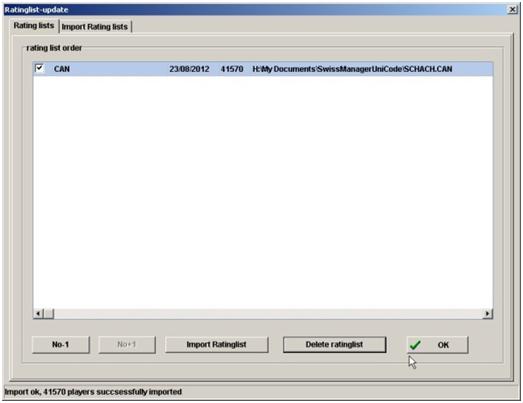 Ratinglist-update
Rating lists Import Rating lists
rating list order
CAN 23/08/2012 41570 H:\My Documents\SwissManagerUniCode\SCHACH.CAN
No-1 No+1 Import Ratinglist Delete ratinglist OK
Import ok, 41570 players succsessfully imported